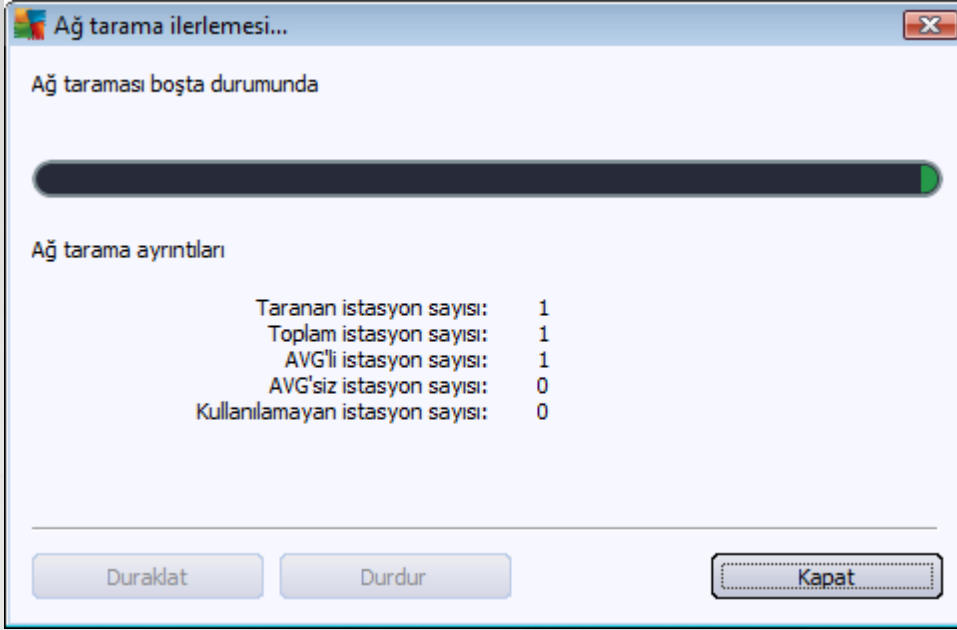 Ağ tarama ilerlemesi...
Ağ taraması boşta durumunda
Ağ tarama ayrıntıları
Taranan istasyon sayısı: 1
Toplam istasyon sayısı: 1
AVG'li istasyon sayısı: 1
AVG'siz istasyon sayısı: 0
Kullanılamayan istasyon sayısı: 0
Duraklat Durdur Kapat